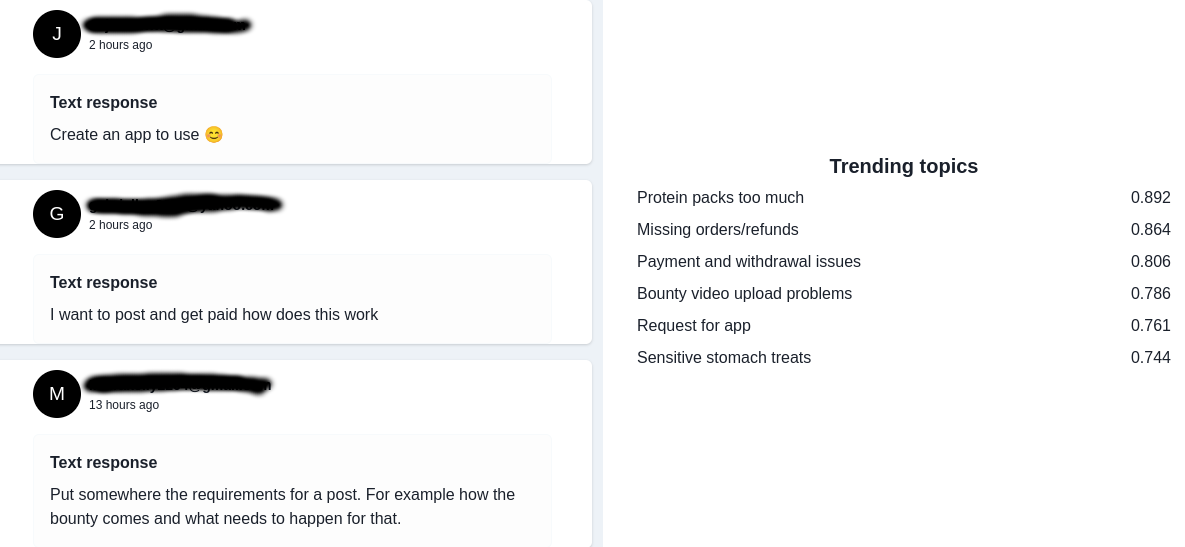 J
2 hours ago
Text response
Create an app to use 😊
G
2 hours ago
Text response
I want to post and get paid how does this work
M
13 hours ago
Text response
Put somewhere the requirements for a post. For example how the
bounty comes and what needs to happen for that.
Trending topics
Protein packs too much 0.892
Missing orders/refunds 0.864
Payment and withdrawal issues 0.806
Bounty video upload problems 0.786
Request for app 0.761
Sensitive stomach treats 0.744